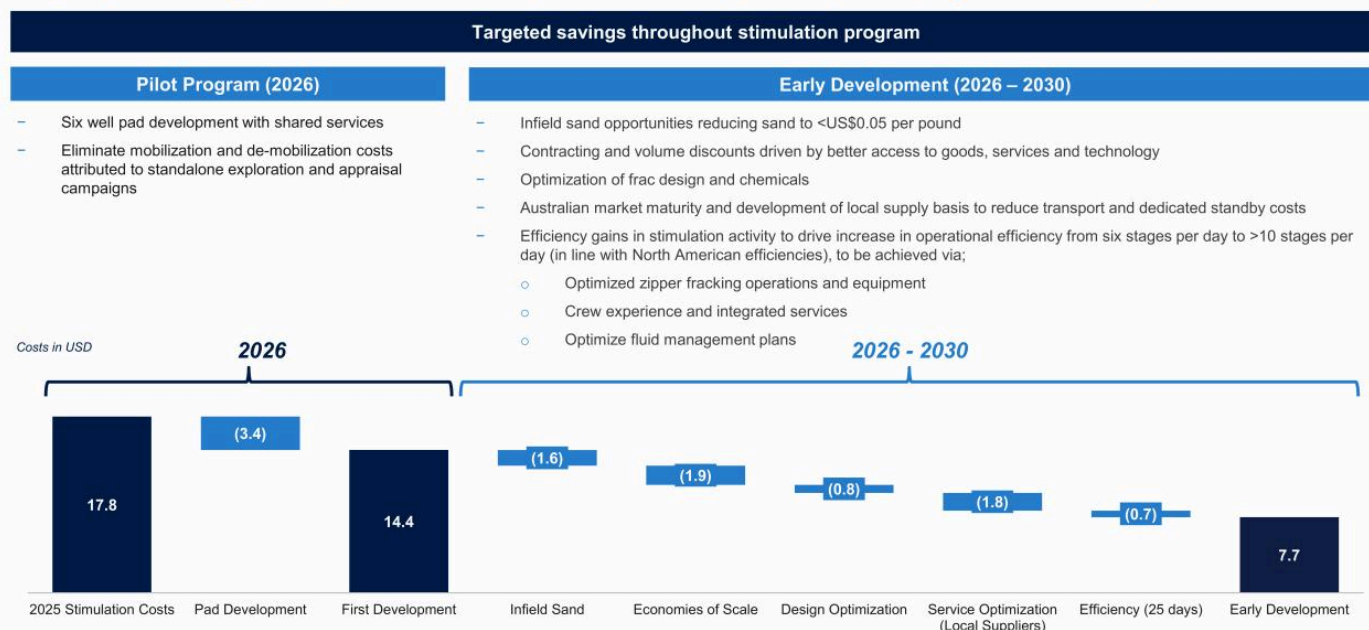 Targeted savings throughout stimulation program
Pilot Program (2026)
– Six well pad development with shared services
– Eliminate mobilization and de-mobilization costs
attributed to standalone exploration and appraisal
campaigns
Early Development (2026 – 2030)
– Infield sand opportunities reducing sand to <US$0.05 per pound
– Contracting and volume discounts driven by better access to goods, services and technology
– Optimization of frac design and chemicals
– Australian market maturity and development of local supply basis to reduce transport and dedicated standby costs
– Efficiency gains in stimulation activity to drive increase in operational efficiency from six stages per day to >10 stages per
day (in line with North American efficiencies), to be achieved via;
o Optimized zipper fracking operations and equipment
o Crew experience and integrated services
o Optimize fluid management plans
Costs in USD
2026
2026 - 2030
17.8
(3.4)
14.4
(1.6)
(1.9)
(0.8)
(1.8)
(0.7)
7.7
2025 Stimulation Costs
Pad Development
First Development
Infield Sand
Economies of Scale
Design Optimization
Service Optimization
(Local Suppliers)
Efficiency (25 days)
Early Development